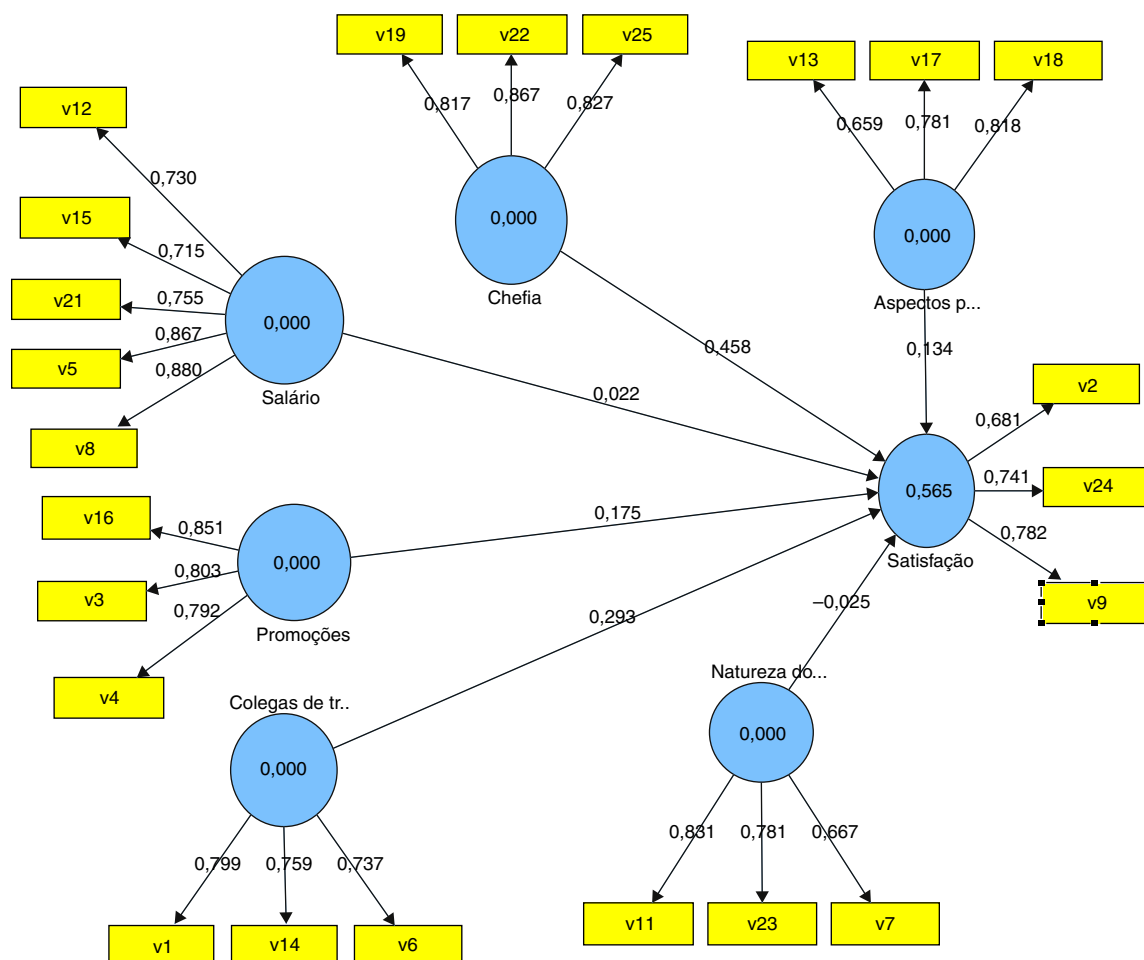 v19
v22
v25
v13
v17
v18
0,817
0,867
0,827
0,659
0,781
0,818
v12
0,730
v15
0,715
v21
0,755
v5
0,867
0,880
v8
0,000
Salário
0,000
Chefia
0,000
Aspectos p...
0,458
0,134
0,022
v2
0,681
v24
0,741
0,782
v9
0,565
Satisfação
v16
0,851
v3
0,803
0,792
v4
0,000
Promoções
0,175
0,293
–0,025
Colegas de tr..
0,000
Natureza do...
0,000
0,799
0,759
0,737
0,831
0,781
0,667
v1
v14
v6
v11
v23
v7